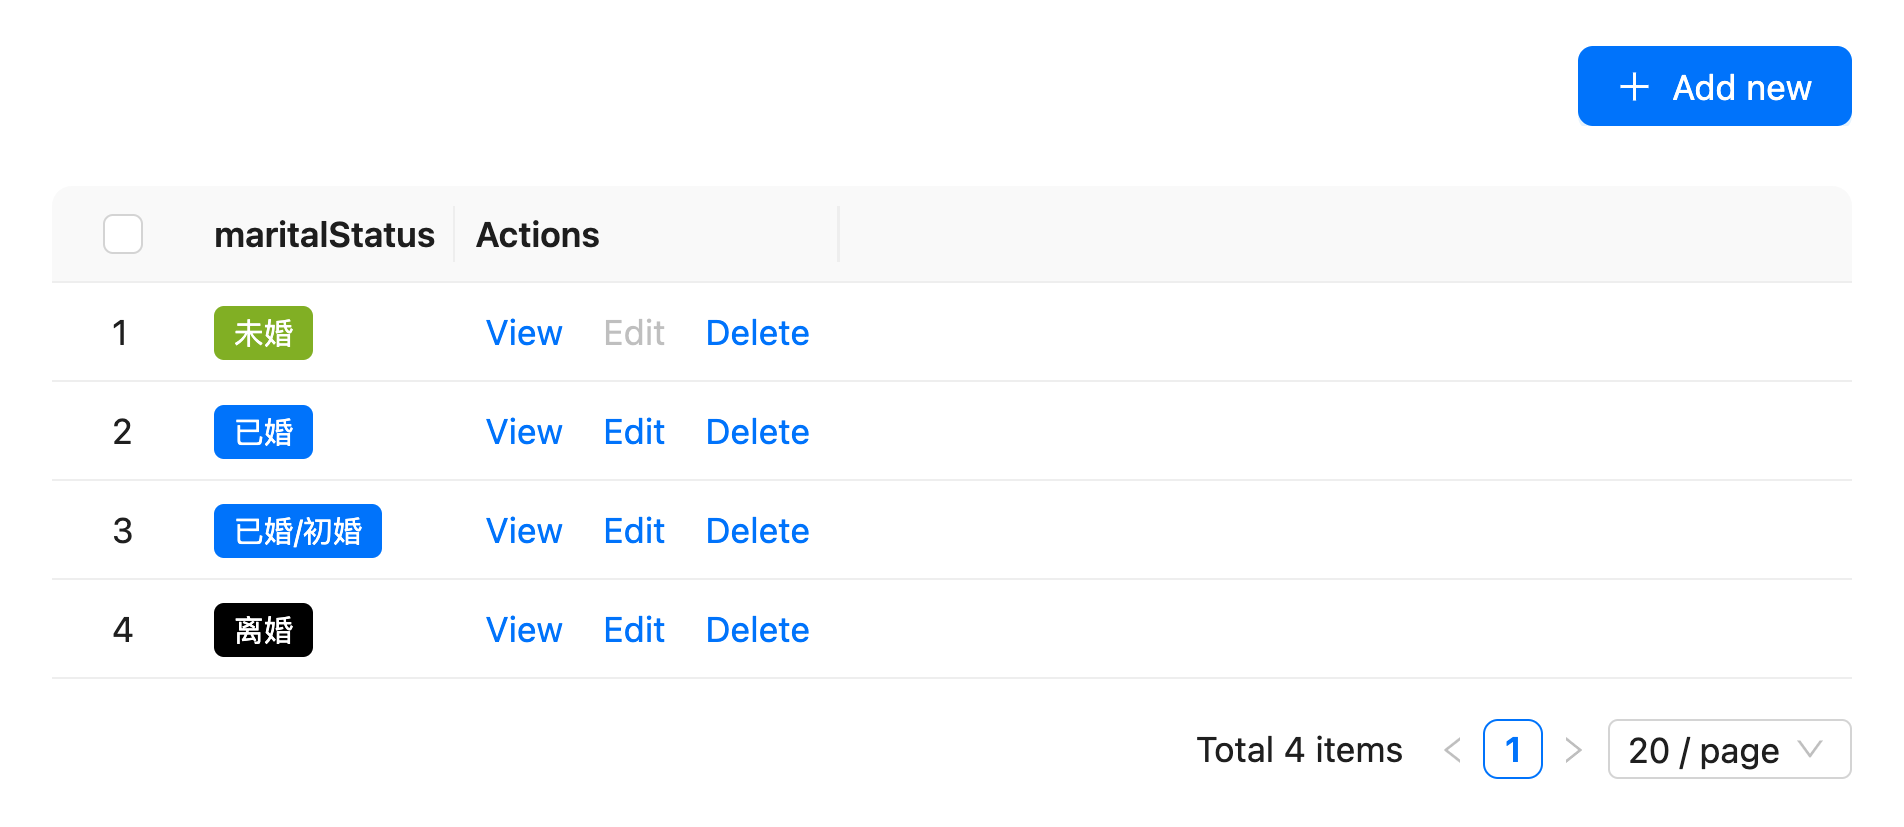 Add new
maritalStatus Actions
1 未婚 View Edit Delete
2 已婚 View Edit Delete
3 已婚/初婚 View Edit Delete
4 离婚 View Edit Delete
Total 4 items 1 20 / page